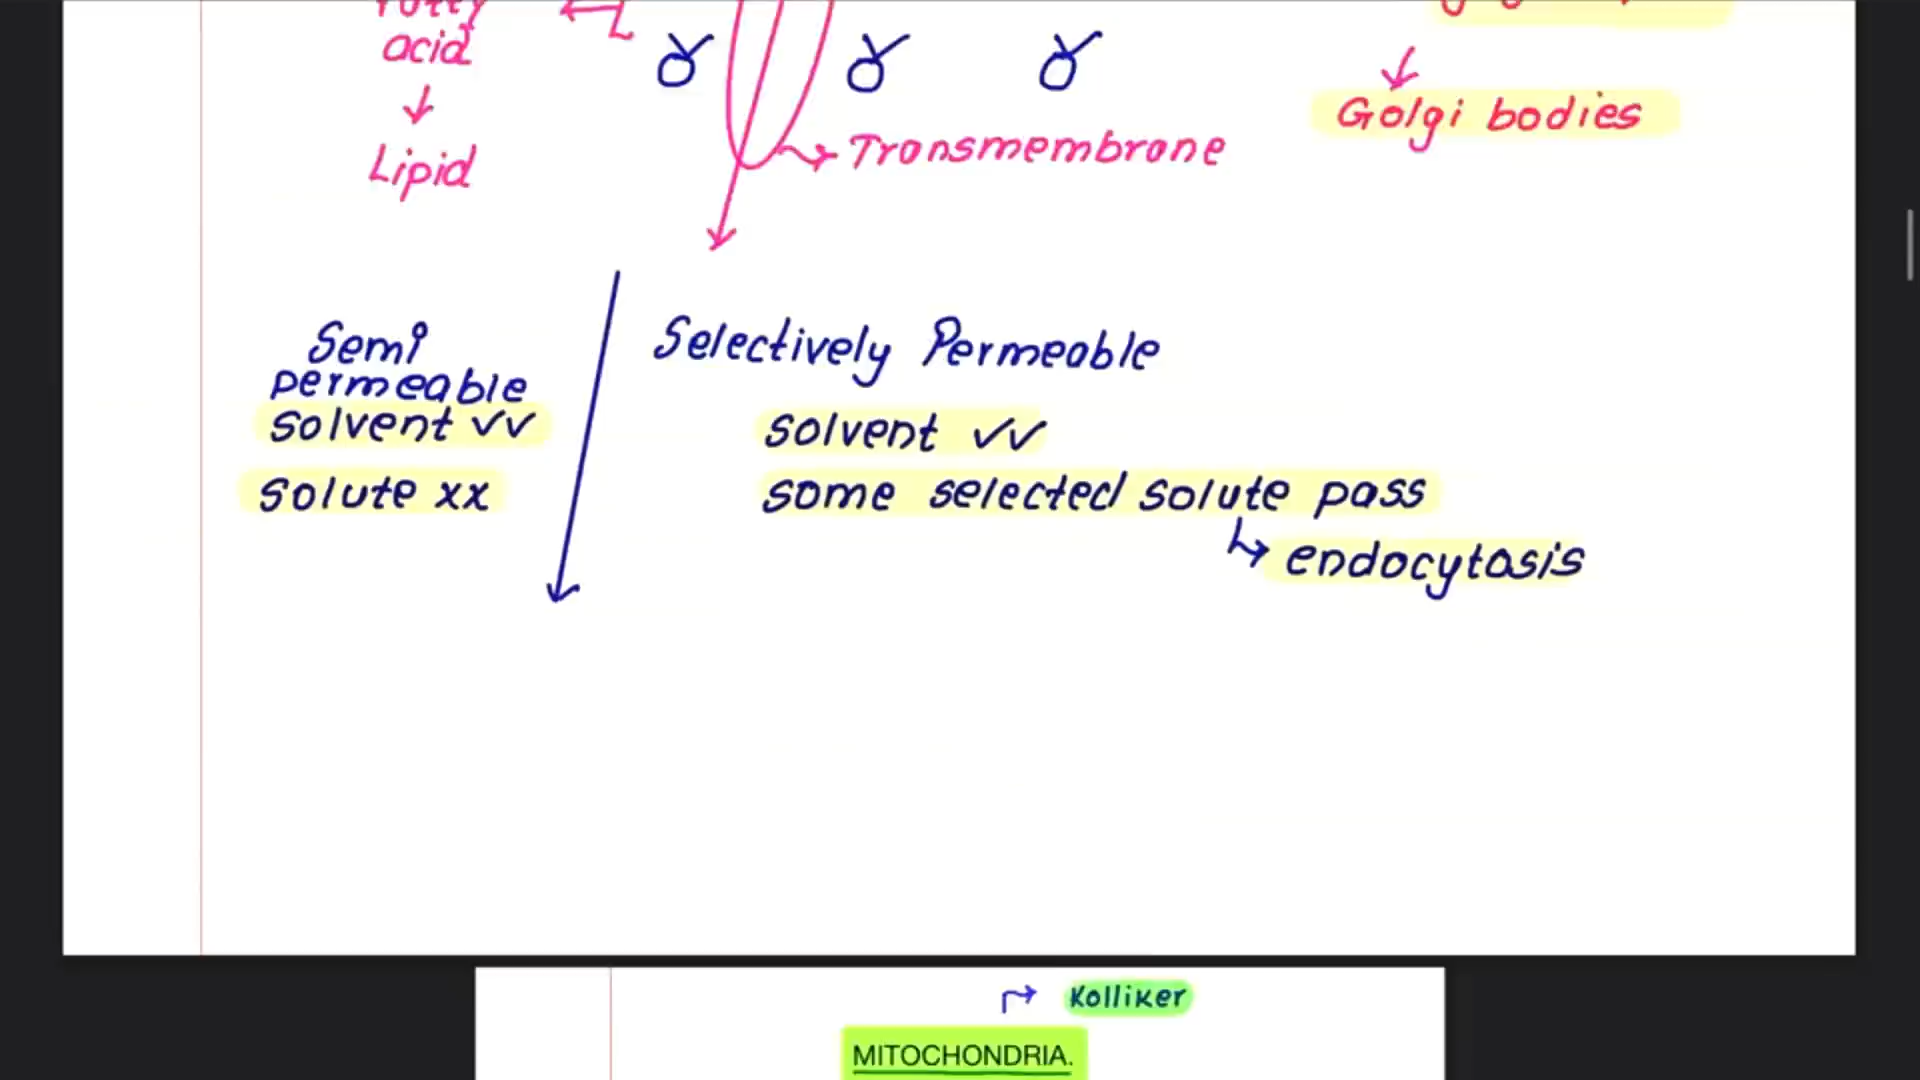 acid
Lipid
Transmembrane
Golgi bodies
Semi
permeable
solvent ✓✓
solute xx
Selectively Permeable
solvent ✓✓
some selected solute pass
endocytosis
Kolliker
MITOCHONDRIA.